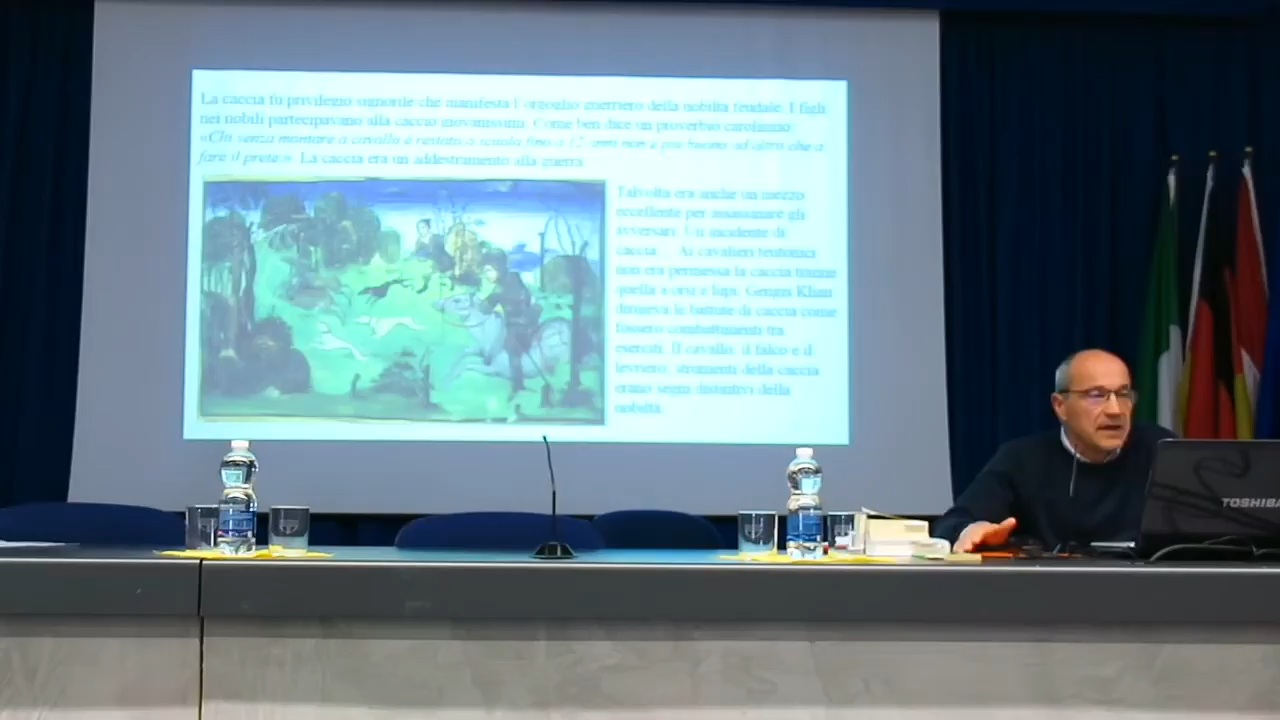 La caccia fu privilegio signorile che manifesta l'orgoglio guerriero della nobiltà feudale. I figli
nei nobili partecipavano alla caccia giovanissimi. Come ben dice un proverbio carolingio:
«Chi senza montare a cavallo è restato a scuola fino a 12 anni non è più buono ad altro che a
fare il prete.» La caccia era un addestramento alla guerra.
Talvolta era anche un mezzo
eccellente per assassinare gli
avversari. Un incidente di
caccia... Ai cavalieri teutonici
non era permessa la caccia tranne
quella a orsi e lupi. Gengis Khan
dirigeva le battute di caccia come
fossero combattimenti tra
eserciti. Il cavallo, il falco e il
levriero, strumenti della caccia
erano segni distintivi della
nobiltà.
TOSHIBA